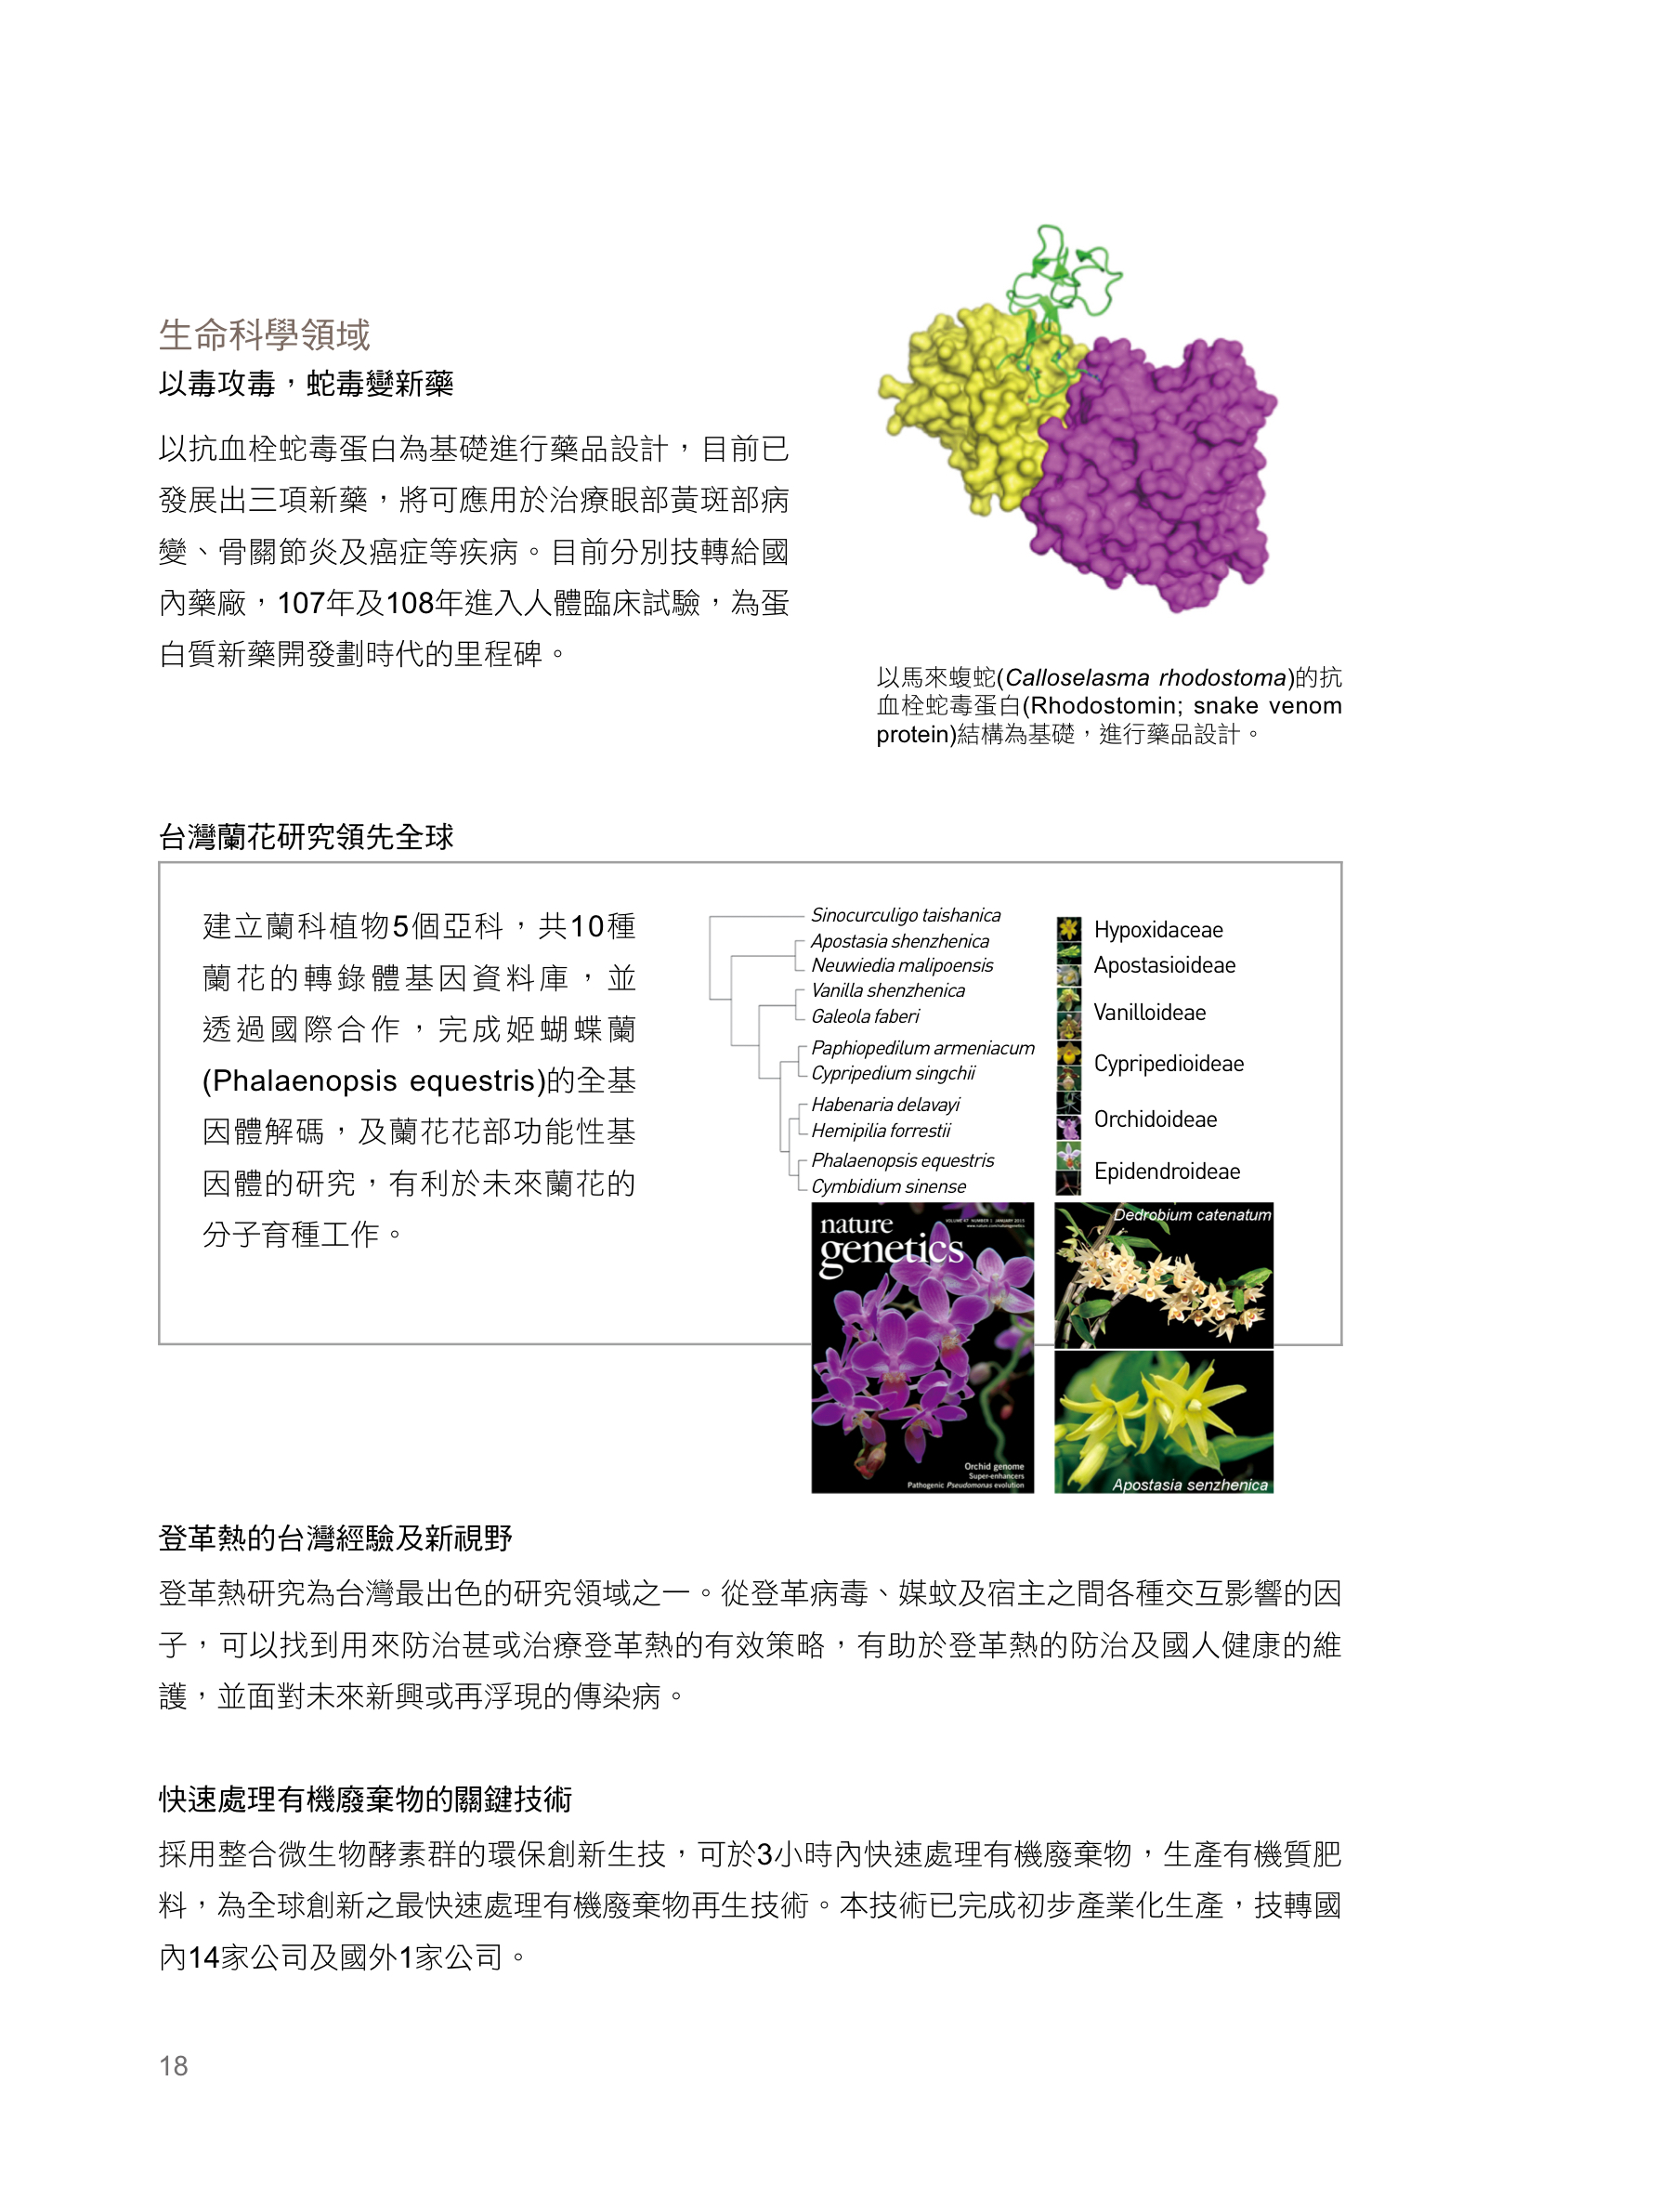 生命科學領域
以毒攻毒，蛇毒變新藥
以抗血栓蛇毒蛋白為基礎進行藥品設計，目前已
發展出三項新藥，將可應用於治療眼部黃斑部病
變、骨關節炎及癌症等疾病。目前分別技轉給國
內藥廠，107年及108年進入人體臨床試驗，為蛋
白質新藥開發劃時代的里程碑。
以馬來蝮蛇(Calloselasma rhodostoma)的抗
血栓蛇毒蛋白(Rhodostomin; snake venom
protein)結構為基礎，進行藥品設計。
台灣蘭花研究領先全球
建立蘭科植物5個亞科，共10種
蘭花的轉錄體基因資料庫，並
透過國際合作，完成姬蝴蝶蘭
(Phalaenopsis equestris)的全基
因體解碼，及蘭花花部功能性基
因體的研究，有利於未來蘭花的
分子育種工作。
Sinocurculigo taishanica
Apostasia shenzhenica
Neuwiedia malipoensis
Vanilla shenzhenica
Galeola faberi
Paphiopedilum armeniacum
Cypripedium singchii
Habenaria delavayi
Hemipilia forrestii
Phalaenopsis equestris
Cymbidium sinense
Hypoxidaceae
Apostasioideae
Vanilloideae
Cypripedioideae
Orchidoideae
Epidendroideae
nature
genetics
VOLUME 47 NUMBER 1 JANUARY 2015
www.nature.com/naturegenetics
Orchid genome
Super-enhancers
Pathogenic Pseudomonas evolution
Dedrobium catenatum
Apostasia senzhenica
登革熱的台灣經驗及新視野
登革熱研究為台灣最出色的研究領域之一。從登革病毒、媒蚊及宿主之間各種交互影響的因
子，可以找到用來防治甚或治療登革熱的有效策略，有助於登革熱的防治及國人健康的維
護，並面對未來新興或再浮現的傳染病。
快速處理有機廢棄物的關鍵技術
採用整合微生物酵素群的環保創新生技，可於3小時內快速處理有機廢棄物，生產有機質肥
料，為全球創新之最快速處理有機廢棄物再生技術。本技術已完成初步產業化生產，技轉國
內14家公司及國外1家公司。
18